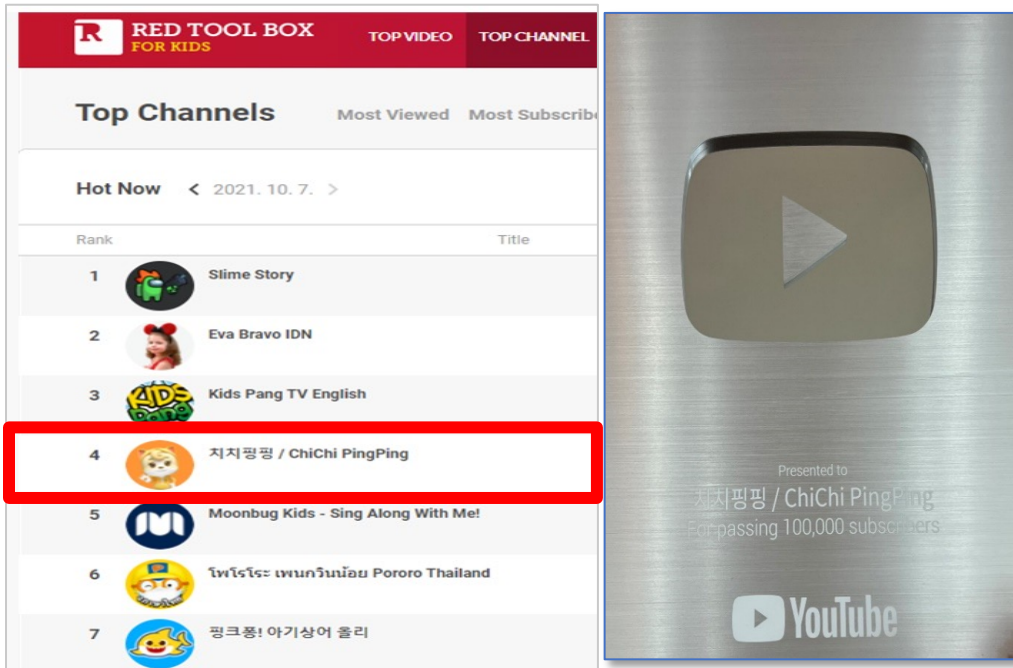 R
RED TOOL BOX
FOR KIDS
TOP VIDEO
TOP CHANNEL
Top Channels
Most Viewed
Most Subscribe
Hot Now < 2021. 10. 7. >
Rank
Title
1 Slime Story
2 Eva Bravo IDN
3 KIDS Pang Kids Pang TV English
4 치치핑핑 / ChiChi PingPing
5 Moonbug Kids - Sing Along With Me!
6 โพโรโระ เพนกวินน้อย Pororo Thailand
7 핑크퐁! 아기상어 올리
Presented to
치치핑핑 / ChiChi PingPing
For passing 100,000 subscribers
YouTube